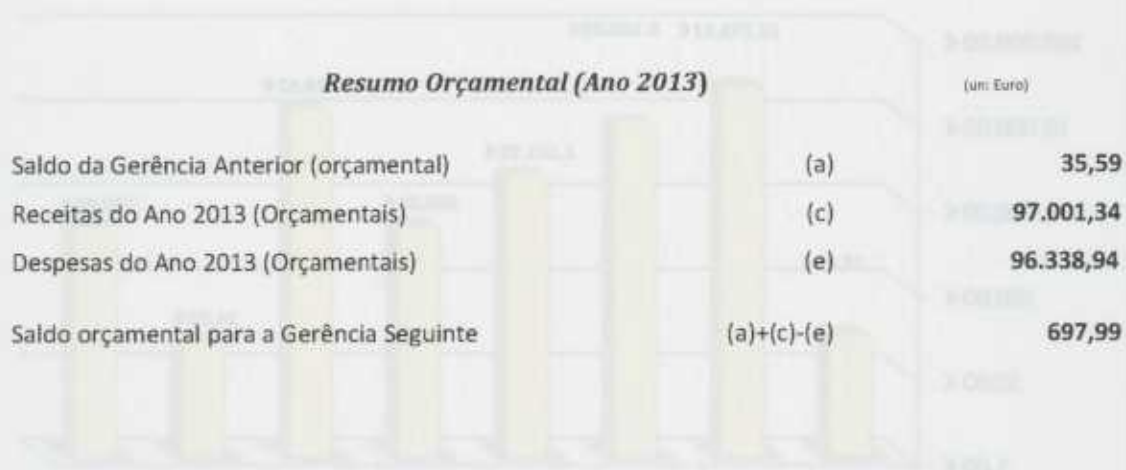 Resumo Orçamental (Ano 2013)
(un: Euro)
Saldo da Gerência Anterior (orçamental) (a) 35,59
Receitas do Ano 2013 (Orçamentais) (c) 97.001,34
Despesas do Ano 2013 (Orçamentais) (e) 96.338,94
Saldo orçamental para a Gerência Seguinte (a)+(c)-(e) 697,99